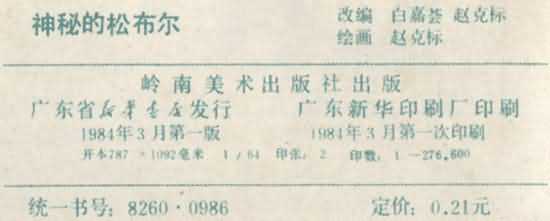 神秘的松布尔
改编 白嘉荟 赵克标
绘画 赵克标
岭南美术出版社出版
广东省新华书店发行 广东新华印刷厂印刷
1984年3月第一版 1984年3月第一次印刷
开本787×1092毫米 1/64 印张:2 印数:1—276,600
统一书号:8260·0986 定价:0.21元